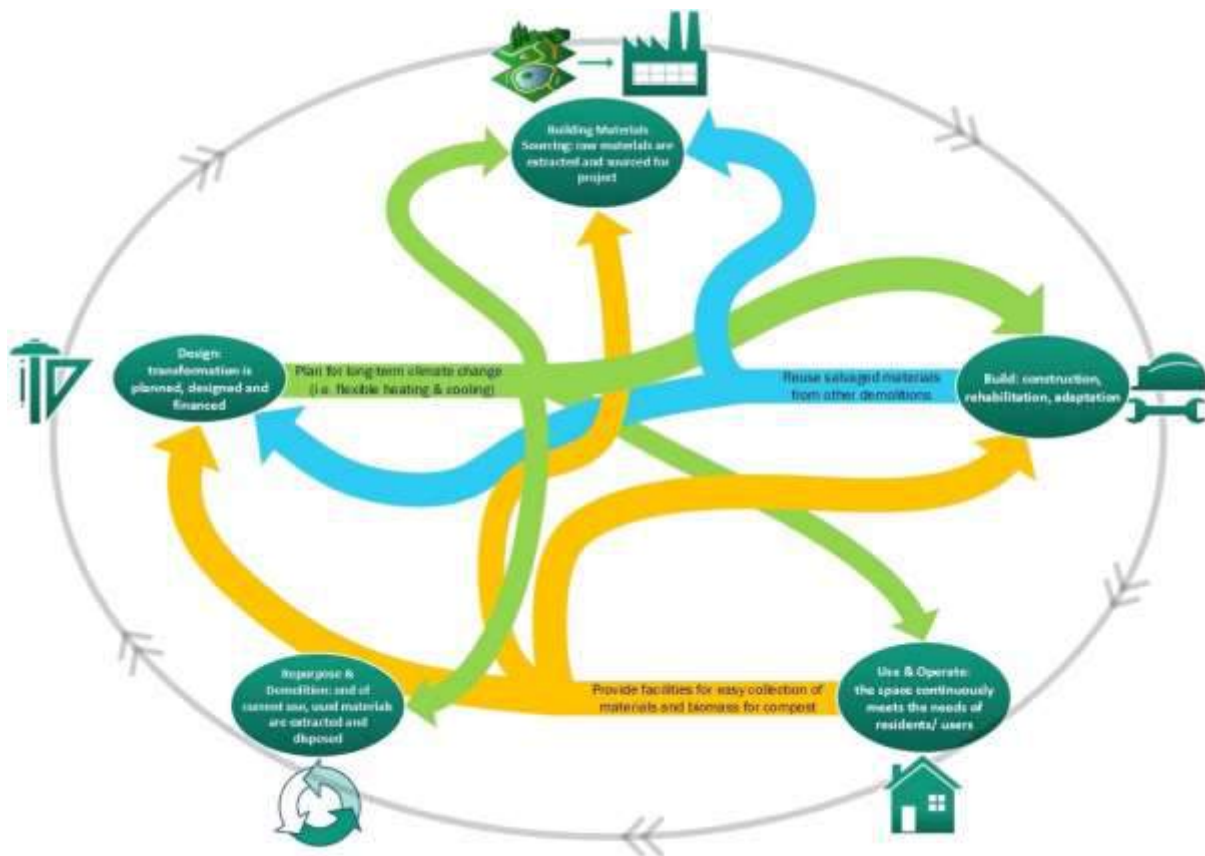 Building Materials
Sourcing: raw materials are
extracted and sourced for
project
Design:
transformation is
planned, designed and
financed
Plan for long-term climate change
(i.e. flexible heating & cooling)
Reuse salvaged materials
from other demolitions
Build: construction,
rehabilitation, adaptation
Repurpose &
Demolition: end of
current use, used materials
are extracted and
disposed
Provide facilities for easy collection of
materials and biomass for compost
Use & Operate:
the space continuously
meets the needs of
residents/ users